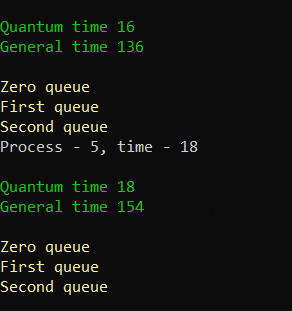 Quantum time 16
General time 136
Zero queue
First queue
Second queue
Process - 5, time - 18
Quantum time 18
General time 154
Zero queue
First queue
Second queue